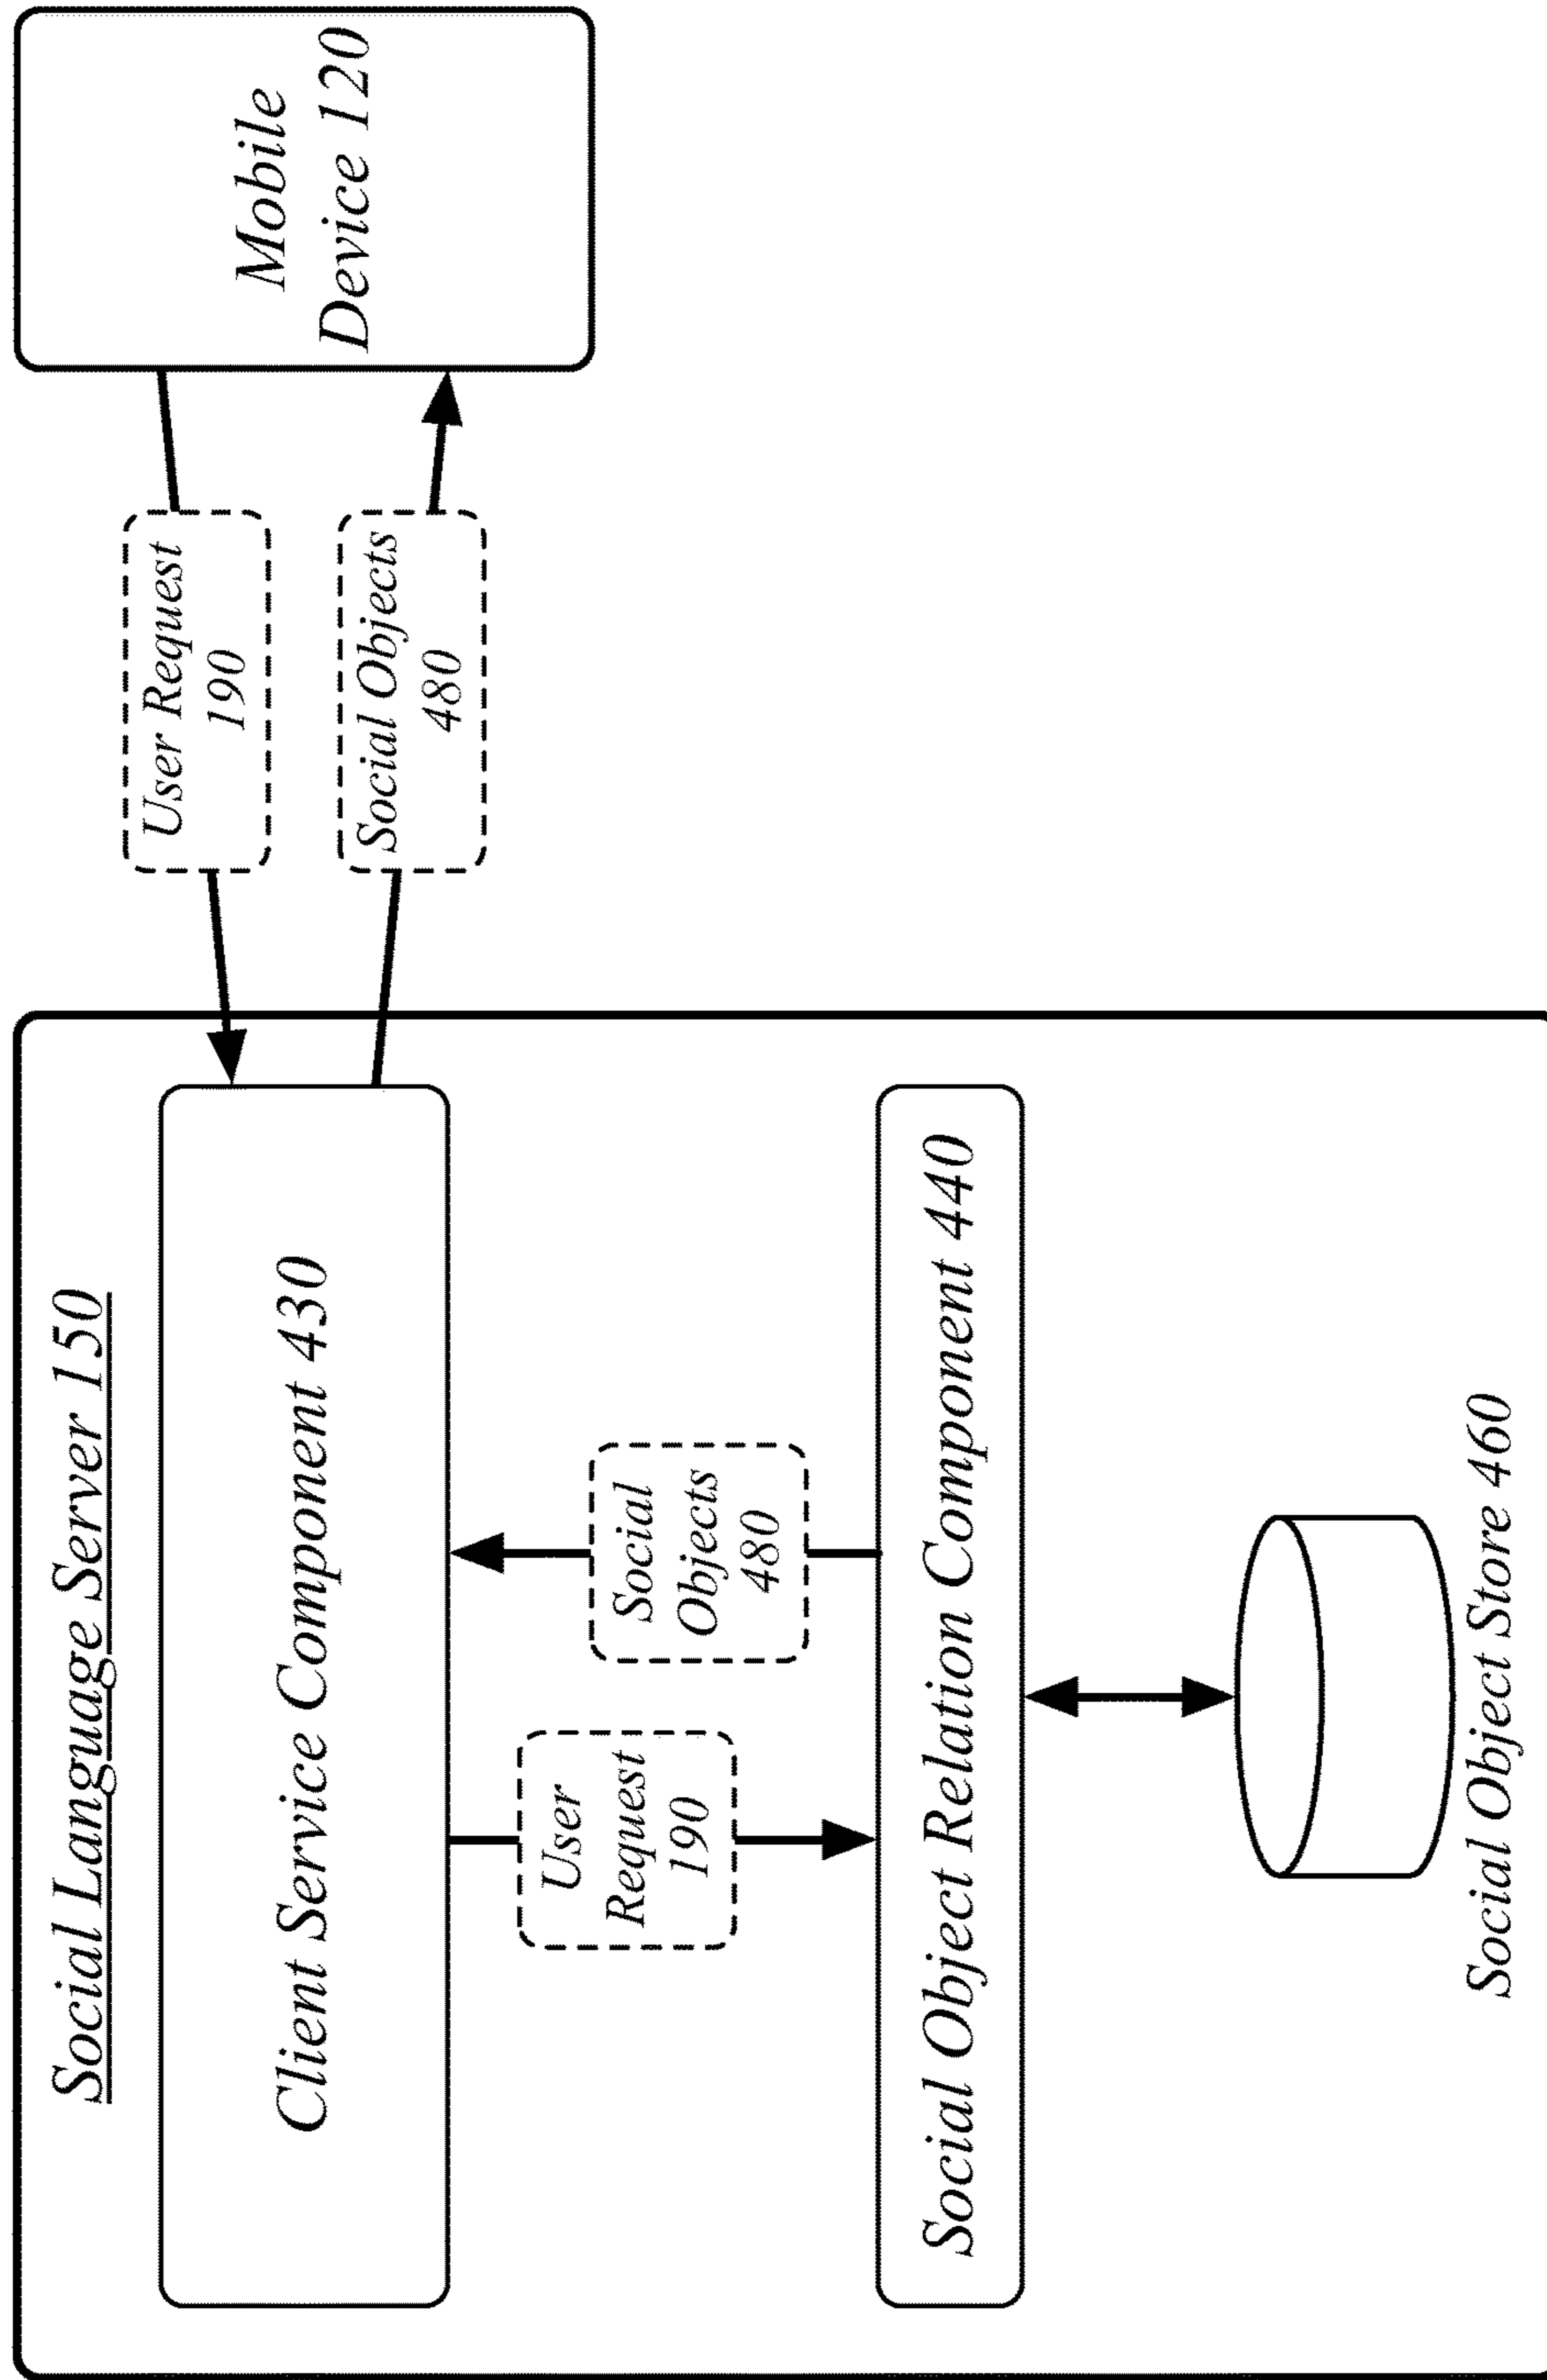 Social Language Server 150
Client Service Component 430
User
Request
190
Social
Objects
480
Social Object Relation Component 440
Social Object Store 460
User Request
190
Social Objects
480
Mobile
Device 120